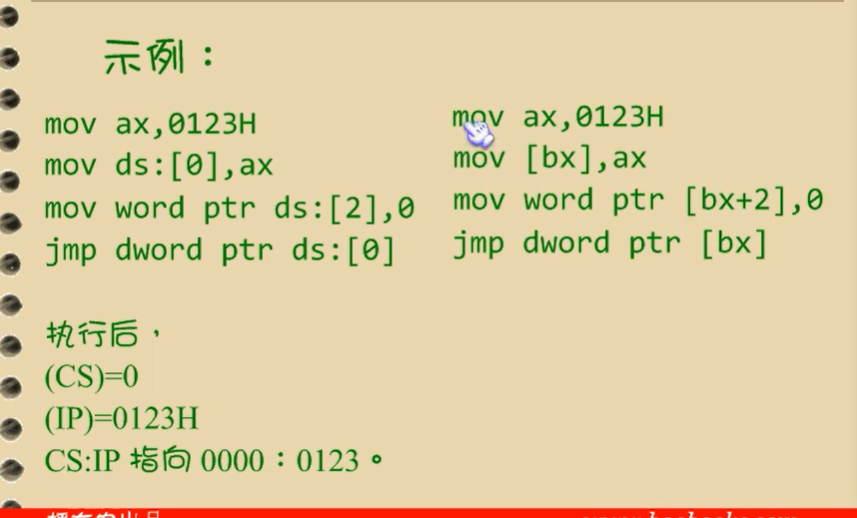 示例：
mov ax,0123H
mov ds:[0],ax
mov word ptr ds:[2],0
jmp dword ptr ds:[0]
mov ax,0123H
mov [bx],ax
mov word ptr [bx+2],0
jmp dword ptr [bx]
执行后，
(CS)=0
(IP)=0123H
CS:IP 指向 0000：0123。